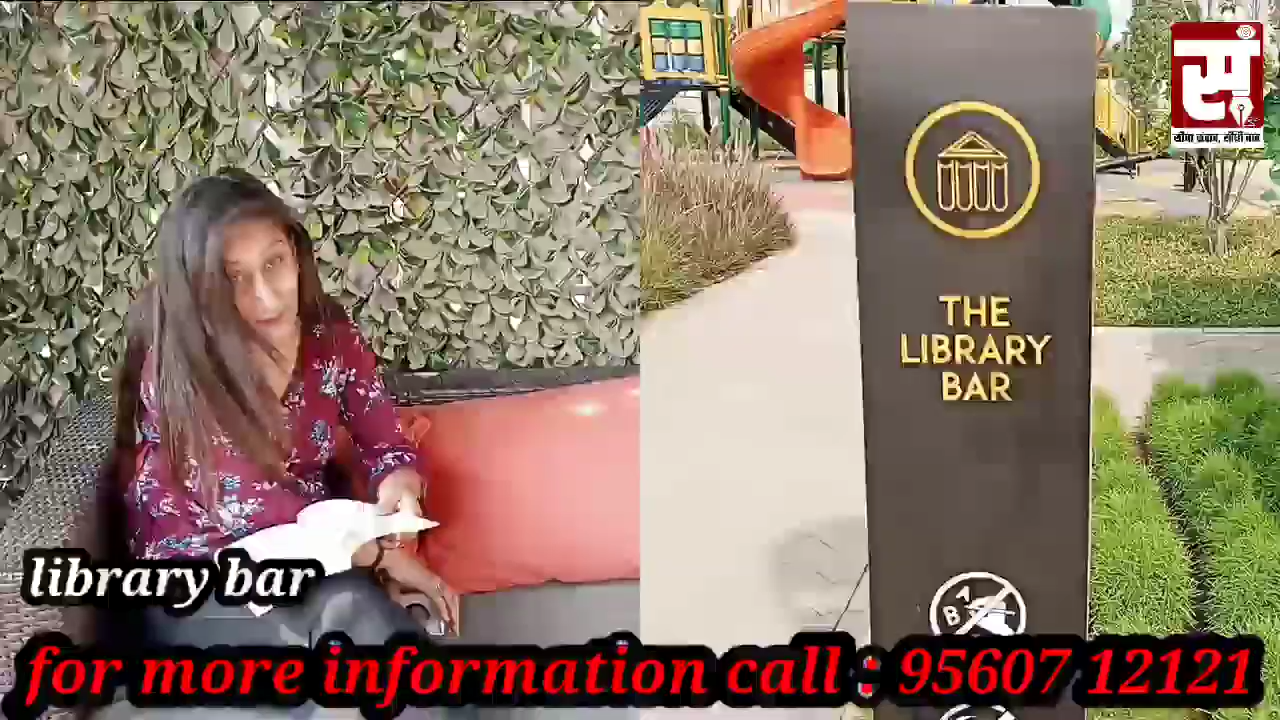 सं
सीधा संवाद, सीधी बात
THE
LIBRARY
BAR
library bar
for more information call : 95607 12121